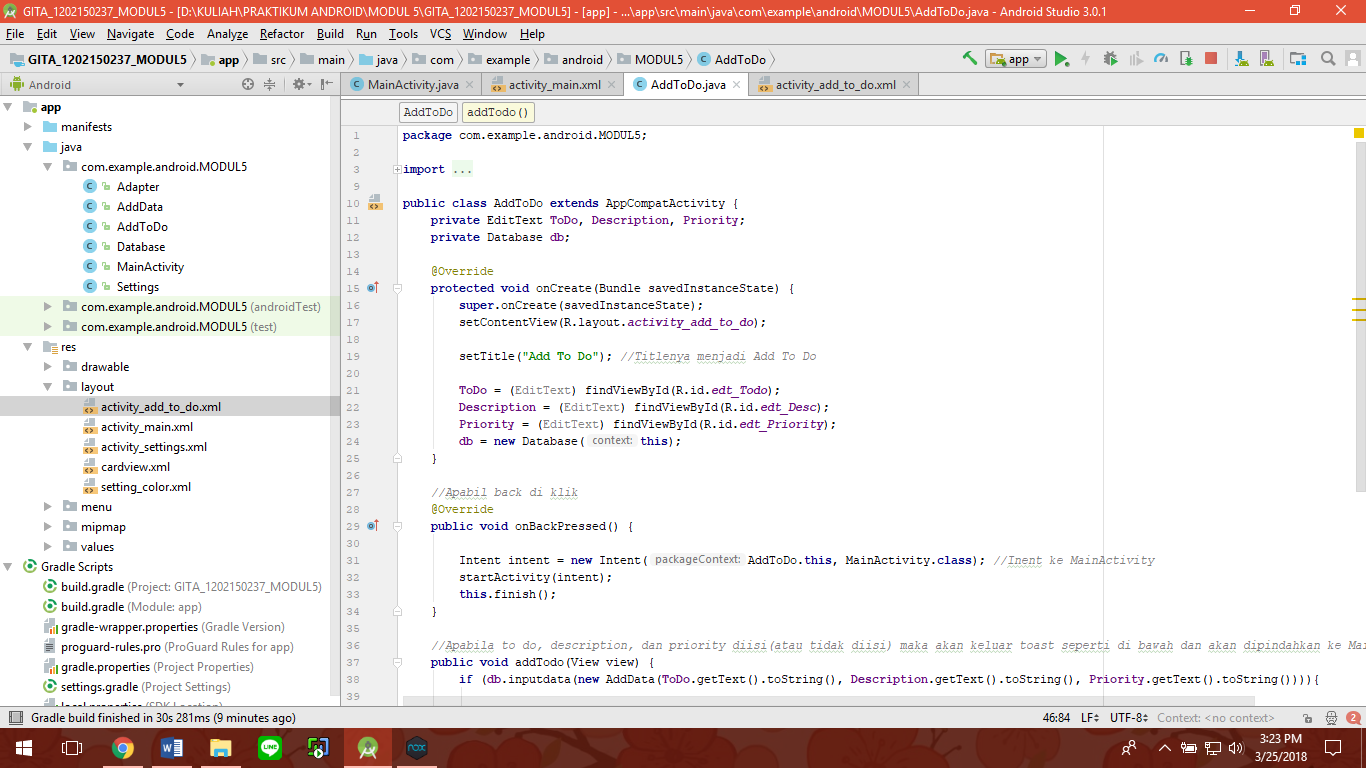 GITA_1202150237_MODUL5 - [D:\KULIAH\PRAKTIKUM ANDROID\MODUL 5\GITA_1202150237_MODUL5] - [app] - ...\app\src\main\java\com\example\android\MODUL5\AddToDo.java - Android Studio 3.0.1
File Edit View Navigate Code Analyze Refactor Build Run Tools VCS Window Help
GITA_1202150237_MODUL5 app src main java com example android MODUL5 AddToDo app
Android
MainActivity.java activity_main.xml AddToDo.java activity_add_to_do.xml
app
manifests
java
com.example.android.MODUL5
Adapter
AddData
AddToDo
Database
MainActivity
Settings
com.example.android.MODUL5 (androidTest)
com.example.android.MODUL5 (test)
res
drawable
layout
activity_add_to_do.xml
activity_main.xml
activity_settings.xml
cardview.xml
setting_color.xml
menu
mipmap
values
Gradle Scripts
build.gradle (Project: GITA_1202150237_MODUL5)
build.gradle (Module: app)
gradle-wrapper.properties (Gradle Version)
proguard-rules.pro (ProGuard Rules for app)
gradle.properties (Project Properties)
settings.gradle (Project Settings)
local.properties (SDK Location)
AddToDo addTodo()
1 package com.example.android.MODUL5;
2
3 import ...
9
10 public class AddToDo extends AppCompatActivity {
11 private EditText ToDo, Description, Priority;
12 private Database db;
13
14 @Override
15 protected void onCreate(Bundle savedInstanceState) {
16 super.onCreate(savedInstanceState);
17 setContentView(R.layout.activity_add_to_do);
18
19 setTitle("Add To Do"); //Titlenya menjadi Add To Do
20
21 ToDo = (EditText) findViewById(R.id.edt_Todo);
22 Description = (EditText) findViewById(R.id.edt_Desc);
23 Priority = (EditText) findViewById(R.id.edt_Priority);
24 db = new Database( context: this);
25 }
26
27 //Apabil back di klik
28 @Override
29 public void onBackPressed() {
30
31 Intent intent = new Intent( packageContext: AddToDo.this, MainActivity.class); //Inent ke MainActivity
32 startActivity(intent);
33 this.finish();
34 }
35
36 //Apabila to do, description, dan priority diisi(atau tidak diisi) maka akan keluar toast seperti di bawah dan akan dipindahkan ke Mai
37 public void addTodo(View view) {
38 if (db.inputdata(new AddData(ToDo.getText().toString(), Description.getText().toString(), Priority.getText().toString()))){
39
Gradle build finished in 30s 281ms (9 minutes ago) 46:84 LF UTF-8 Context: <no context> 2
nox
3:23 PM
3/25/2018